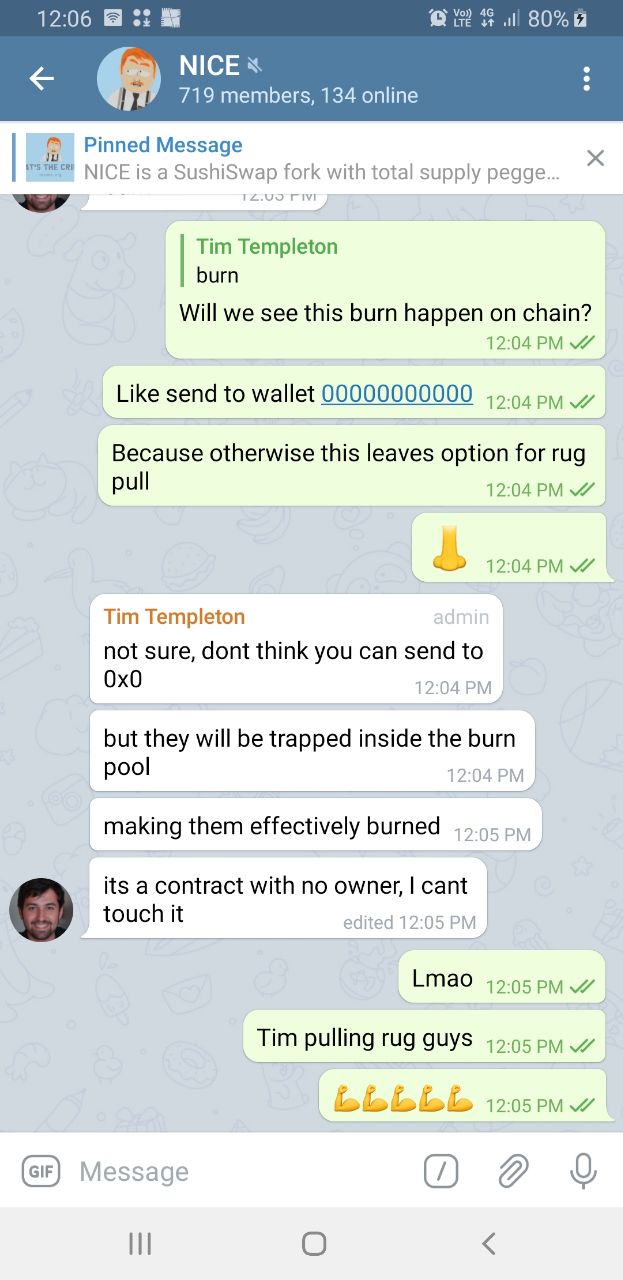 12:06
Vo)) 4G 80%
LTE
NICE
719 members, 134 online
Pinned Message
NICE is a SushiSwap fork with total supply pegge...
12:03 PM
Tim Templeton
burn
Will we see this burn happen on chain?
12:04 PM
Like send to wallet 00000000000 12:04 PM
Because otherwise this leaves option for rug
pull
12:04 PM
12:04 PM
Tim Templeton admin
not sure, dont think you can send to
0x0
12:04 PM
but they will be trapped inside the burn
pool
12:04 PM
making them effectively burned 12:05 PM
its a contract with no owner, I cant
touch it
edited 12:05 PM
Lmao 12:05 PM
Tim pulling rug guys 12:05 PM
12:05 PM
GIF Message /